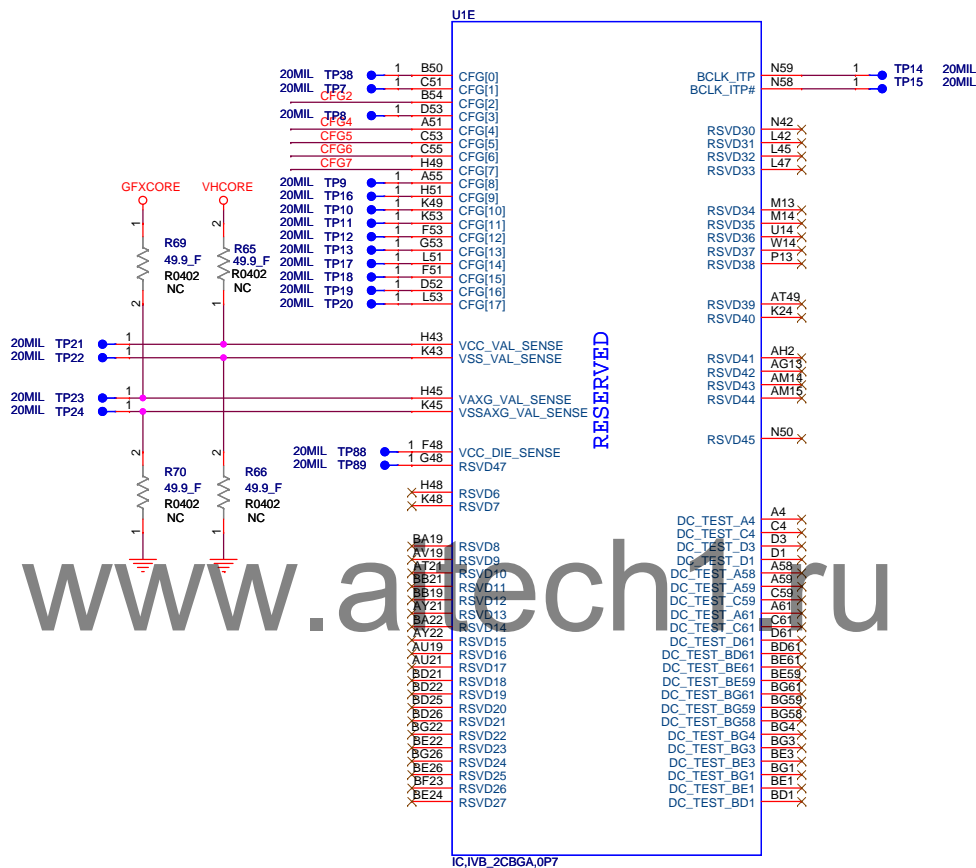 U1E
20MIL TP38 1 B50 CFG[0]
20MIL TP7 1 C51 CFG[1]
CFG2 B54 CFG[2]
20MIL TP8 1 D53 CFG[3]
CFG4 A51 CFG[4]
CFG5 C53 CFG[5]
CFG6 C55 CFG[6]
CFG7 H49 CFG[7]
20MIL TP9 1 A55 CFG[8]
20MIL TP16 1 H51 CFG[9]
20MIL TP10 1 K49 CFG[10]
20MIL TP11 1 K53 CFG[11]
20MIL TP12 1 F53 CFG[12]
20MIL TP13 1 G53 CFG[13]
20MIL TP17 1 L51 CFG[14]
20MIL TP18 1 F51 CFG[15]
20MIL TP19 1 D52 CFG[16]
20MIL TP20 1 L53 CFG[17]
GFXCORE VHCORE
1 2
R69 R65
49.9_F 49.9_F
R0402 R0402
NC NC
2 1
20MIL TP21 1 H43 VCC_VAL_SENSE
20MIL TP22 1 K43 VSS_VAL_SENSE
20MIL TP23 1 H45 VAXG_VAL_SENSE
20MIL TP24 1 K45 VSSAXG_VAL_SENSE
20MIL TP88 1 F48 VCC_DIE_SENSE
20MIL TP89 1 G48 RSVD47
2 2
R70 R66
49.9_F 49.9_F
R0402 R0402
NC NC
1 1
H48 RSVD6
K48 RSVD7
BA19 RSVD8
AV19 RSVD9
AT21 RSVD10
BB21 RSVD11
BB19 RSVD12
AY21 RSVD13
BA22 RSVD14
AY22 RSVD15
AU19 RSVD16
AU21 RSVD17
BD21 RSVD18
BD22 RSVD19
BD25 RSVD20
BD26 RSVD21
BG22 RSVD22
BE22 RSVD23
BG26 RSVD24
BE26 RSVD25
BF23 RSVD26
BE24 RSVD27
RESERVED
BCLK_ITP N59 1 TP14 20MIL
BCLK_ITP# N58 1 TP15 20MIL
RSVD30 N42
RSVD31 L42
RSVD32 L45
RSVD33 L47
RSVD34 M13
RSVD35 M14
RSVD36 U14
RSVD37 W14
RSVD38 P13
RSVD39 AT49
RSVD40 K24
RSVD41 AH2
RSVD42 AG13
RSVD43 AM14
RSVD44 AM15
RSVD45 N50
DC_TEST_A4 A4
DC_TEST_C4 C4
DC_TEST_D3 D3
DC_TEST_D1 D1
DC_TEST_A58 A58
DC_TEST_A59 A59
DC_TEST_C59 C59
DC_TEST_A61 A61
DC_TEST_C61 C61
DC_TEST_D61 D61
DC_TEST_BD61 BD61
DC_TEST_BE61 BE61
DC_TEST_BE59 BE59
DC_TEST_BG61 BG61
DC_TEST_BG59 BG59
DC_TEST_BG58 BG58
DC_TEST_BG4 BG4
DC_TEST_BG3 BG3
DC_TEST_BE3 BE3
DC_TEST_BG1 BG1
DC_TEST_BE1 BE1
DC_TEST_BD1 BD1
www.aitech1.ru
IC,IVB_2CBGA,0P7